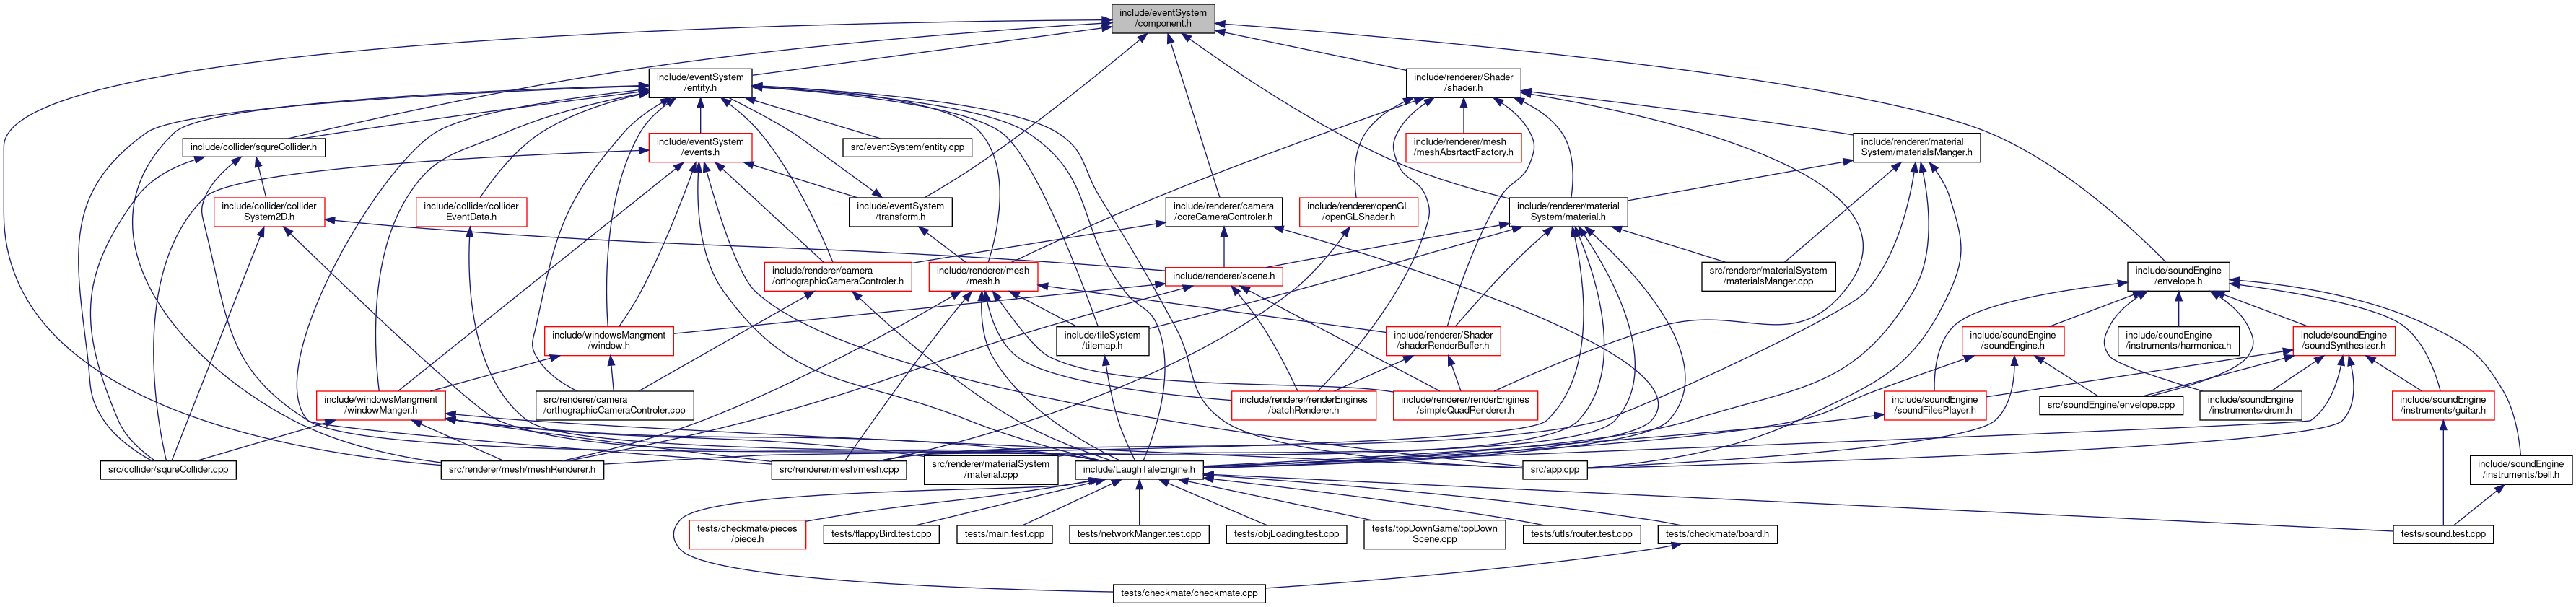 include/eventSystem
/component.h
include/eventSystem
/entity.h
include/renderer/Shader
/shader.h
include/collider/squreCollider.h
include/eventSystem
/events.h
src/eventSystem/entity.cpp
include/renderer/mesh
/meshAbsrtactFactory.h
include/renderer/material
System/materialsManger.h
include/collider/collider
System2D.h
include/collider/collider
EventData.h
include/eventSystem
/transform.h
include/renderer/camera
/coreCameraControler.h
include/renderer/openGL
/openGLShader.h
include/renderer/material
System/material.h
include/renderer/camera
/orthographicCameraControler.h
include/renderer/mesh
/mesh.h
include/renderer/scene.h
src/renderer/materialSystem
/materialsManger.cpp
include/soundEngine
/envelope.h
include/windowsMangment
/window.h
include/tileSystem
/tilemap.h
include/renderer/Shader
/shaderRenderBuffer.h
include/soundEngine
/soundEngine.h
include/soundEngine
/instruments/harmonica.h
include/soundEngine
/soundSynthesizer.h
include/windowsMangment
/windowManger.h
src/renderer/camera
/orthographicCameraControler.cpp
include/renderer/renderEngines
/batchRenderer.h
include/renderer/renderEngines
/simpleQuadRenderer.h
include/soundEngine
/soundFilesPlayer.h
src/soundEngine/envelope.cpp
include/soundEngine
/instruments/drum.h
include/soundEngine
/instruments/guitar.h
src/collider/squreCollider.cpp
src/renderer/mesh/meshRenderer.h
src/renderer/mesh/mesh.cpp
src/renderer/materialSystem
/material.cpp
include/LaughTaleEngine.h
src/app.cpp
include/soundEngine
/instruments/bell.h
tests/checkmate/pieces
/piece.h
tests/flappyBird.test.cpp
tests/main.test.cpp
tests/networkManger.test.cpp
tests/objLoading.test.cpp
tests/topDownGame/topDown
Scene.cpp
tests/utls/router.test.cpp
tests/checkmate/board.h
tests/sound.test.cpp
tests/checkmate/checkmate.cpp